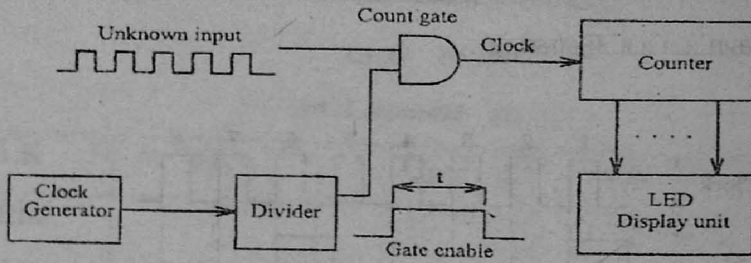 Count gate
Unknown input
Clock
Counter
Clock
Generator
Divider
t
Gate enable
LED
Display unit